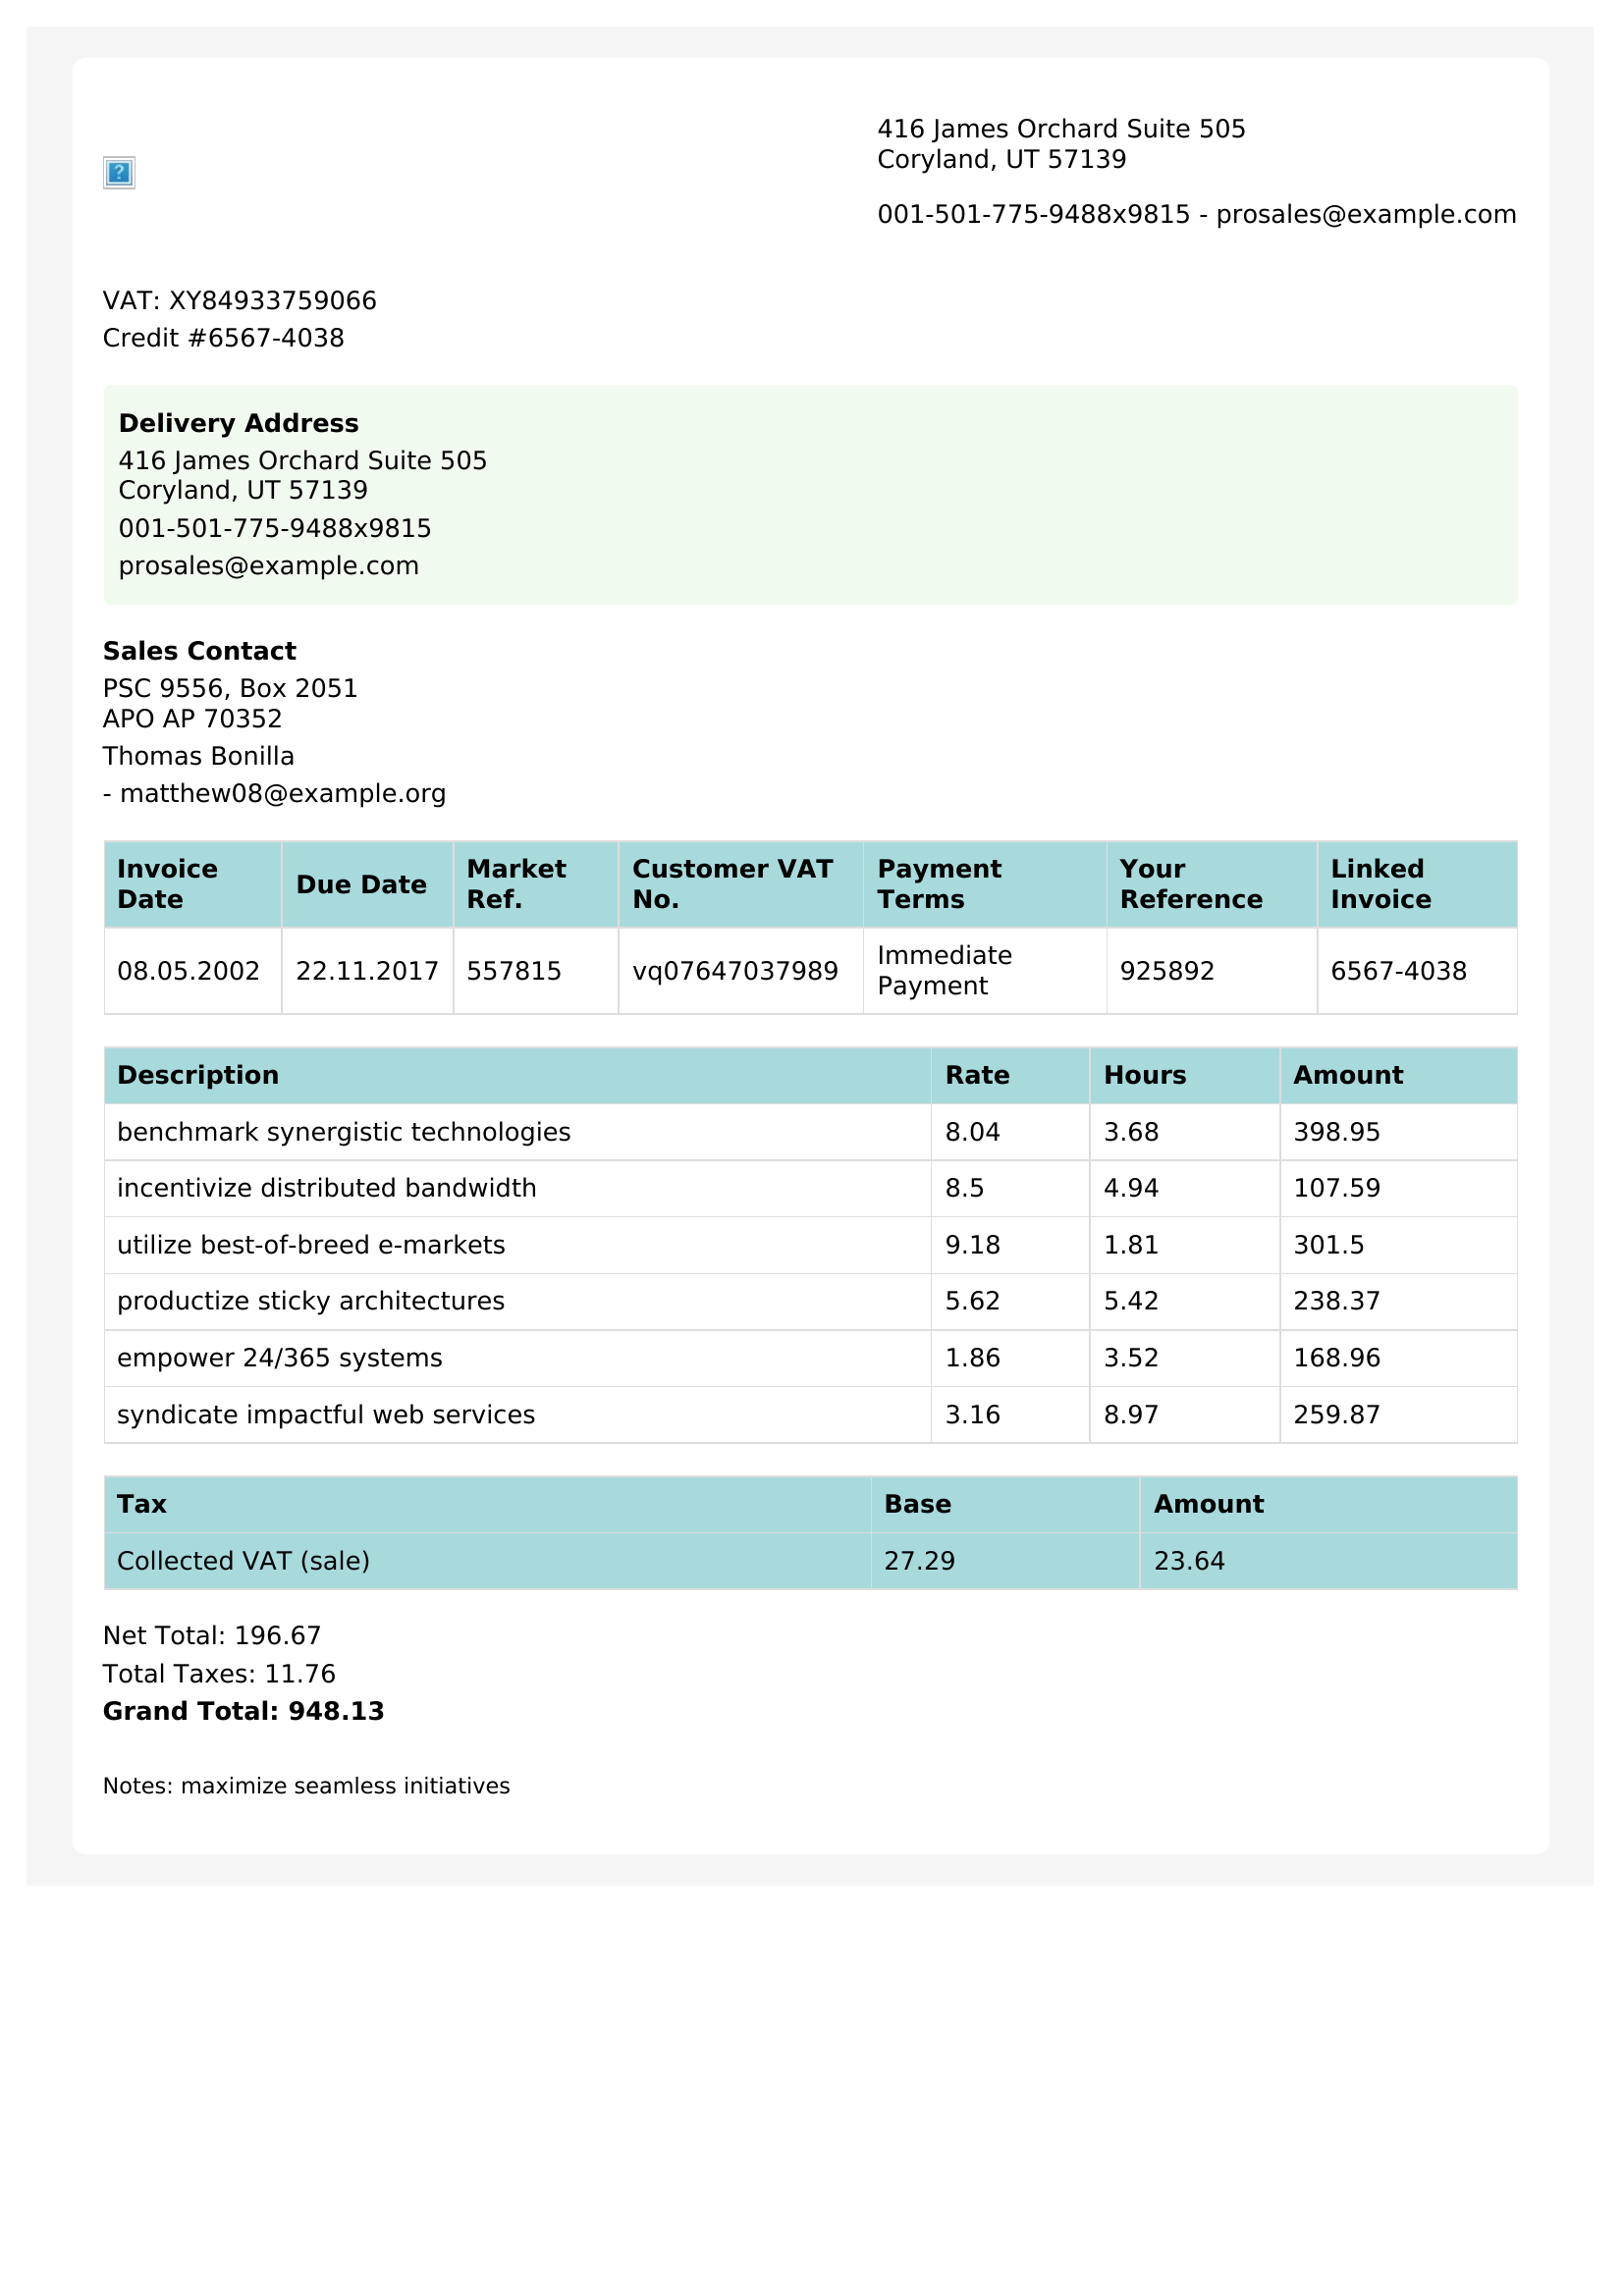 416 James Orchard Suite 505
Coryland, UT 57139
001-501-775-9488x9815 - prosales@example.com
VAT: XY84933759066
Credit #6567-4038
Delivery Address
416 James Orchard Suite 505
Coryland, UT 57139
001-501-775-9488x9815
prosales@example.com
Sales Contact
PSC 9556, Box 2051
APO AP 70352
Thomas Bonilla
- matthew08@example.org
Invoice Date Due Date Market Ref. Customer VAT No. Payment Terms Your Reference Linked Invoice
08.05.2002 22.11.2017 557815 vq07647037989 Immediate Payment 925892 6567-4038
Description Rate Hours Amount
benchmark synergistic technologies 8.04 3.68 398.95
incentivize distributed bandwidth 8.5 4.94 107.59
utilize best-of-breed e-markets 9.18 1.81 301.5
productize sticky architectures 5.62 5.42 238.37
empower 24/365 systems 1.86 3.52 168.96
syndicate impactful web services 3.16 8.97 259.87
Tax Base Amount
Collected VAT (sale) 27.29 23.64
Net Total: 196.67
Total Taxes: 11.76
Grand Total: 948.13
Notes: maximize seamless initiatives